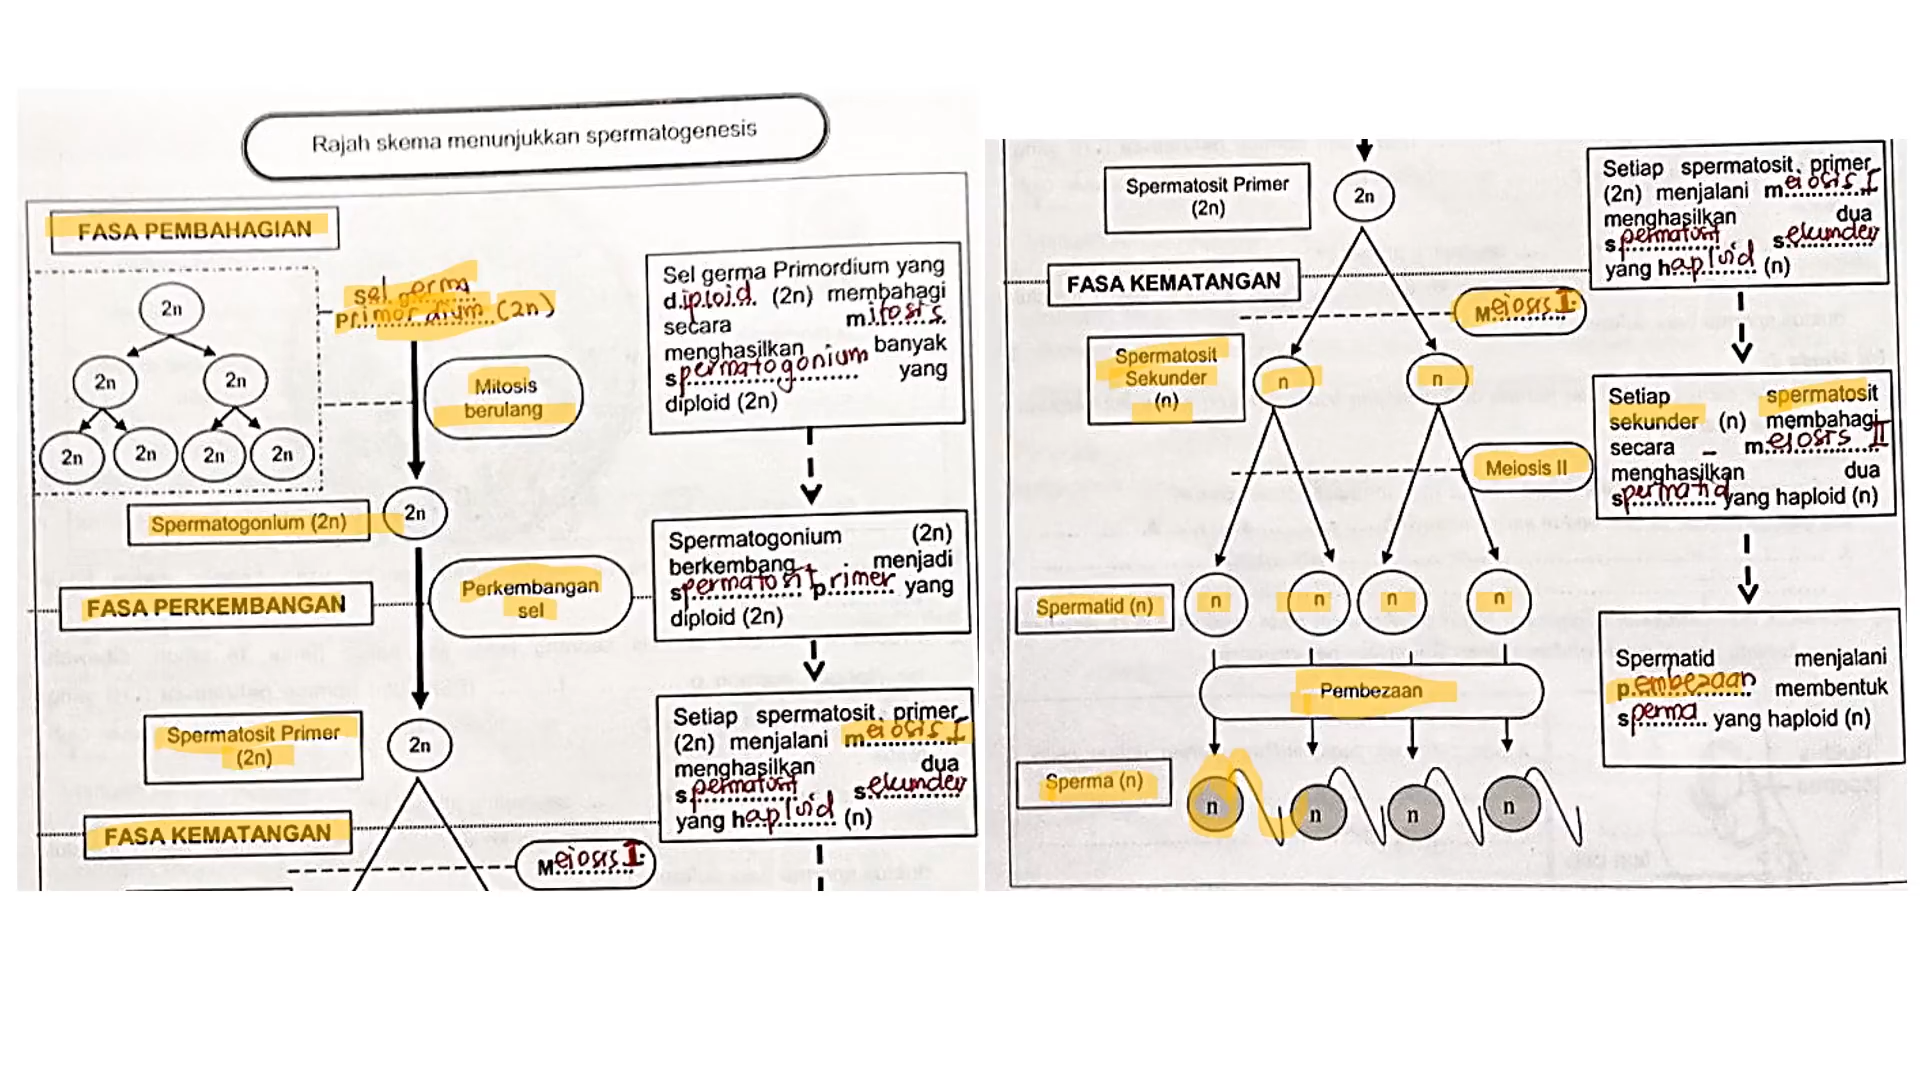 Rajah skema menunjukkan spermatogenesis
FASA PEMBAHAGIAN
2n
2n
2n
2n
2n
2n
2n
sel germa
primordium (2n)
Mitosis
berulang
Sel germa Primordium yang
diploid. (2n) membahagi
secara mitosis
menghasilkan banyak
spermatogonium yang
diploid (2n)
Spermatogonium (2n)
2n
FASA PERKEMBANGAN
Perkembangan
sel
Spermatogonium (2n)
berkembang menjadi
spermatosit primer yang
diploid (2n)
Spermatosit Primer
(2n)
2n
Setiap spermatosit primer
(2n) menjalani meiosis I
menghasilkan dua
spermatosit sekunder
yang haploid (n)
FASA KEMATANGAN
Meiosis I
Spermatosit Primer
(2n)
2n
Setiap spermatosit primer
(2n) menjalani meiosis I
menghasilkan dua
spermatosit sekunder
yang haploid (n)
FASA KEMATANGAN
Meiosis I
Spermatosit
Sekunder
(n)
n
n
Meiosis II
Setiap spermatosit
sekunder (n) membahagi
secara meiosis II
menghasilkan dua
spermatid yang haploid (n)
Spermatid (n)
n
n
n
n
Pembezaan
Spermatid menjalani
pembezaan membentuk
sperma yang haploid (n)
Sperma (n)
n
n
n
n